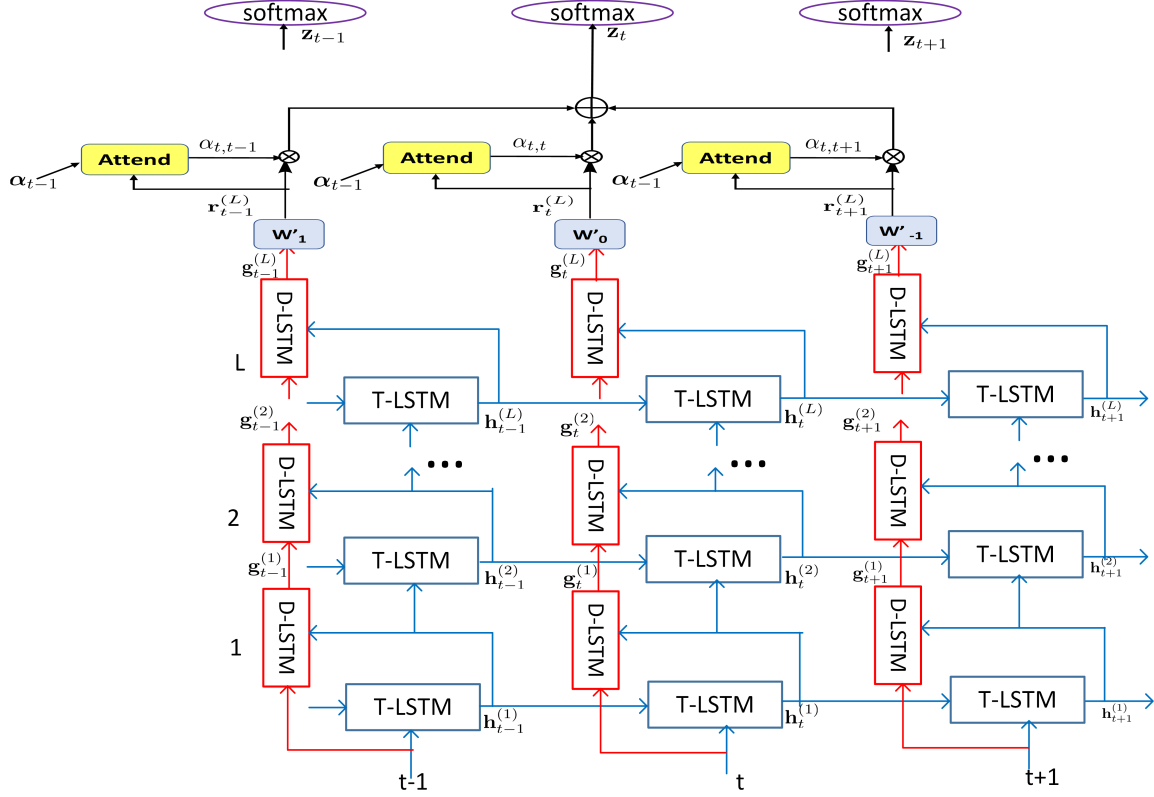 softmax softmax softmax
z_{t−1} z_t z_{t+1}
Attend α_{t,t−1} Attend α_{t,t} Attend α_{t,t+1}
α_{t−1} α_{t−1} α_{t−1}
r_{t−1}^{(L)} r_t^{(L)} r_{t+1}^{(L)}
W'_1 W'_0 W'_{-1}
g_{t−1}^{(L)} g_t^{(L)} g_{t+1}^{(L)}
D-LSTM D-LSTM D-LSTM
L
T-LSTM T-LSTM T-LSTM
h_{t−1}^{(L)} h_t^{(L)} h_{t+1}^{(L)}
g_{t−1}^{(2)} g_t^{(2)} g_{t+1}^{(2)}
... ... ...
D-LSTM D-LSTM D-LSTM
2
T-LSTM T-LSTM T-LSTM
h_{t−1}^{(2)} h_t^{(2)} h_{t+1}^{(2)}
g_{t−1}^{(1)} g_t^{(1)} g_{t+1}^{(1)}
D-LSTM D-LSTM D-LSTM
1
T-LSTM T-LSTM T-LSTM
h_{t−1}^{(1)} h_t^{(1)} h_{t+1}^{(1)}
t-1 t t+1